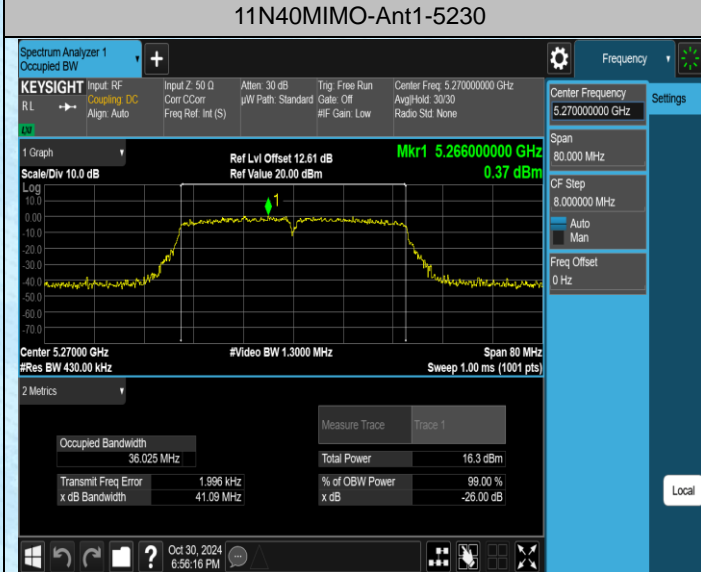 11N40MIMO-Ant1-5230
Spectrum Analyzer 1
Occupied BW
Frequency
KEYSIGHT
RL
Input: RF
Coupling: DC
Align: Auto
Input Z: 50 Ω
Corr CCorr
Freq Ref: Int (S)
Atten: 30 dB
µW Path: Standard
Trig: Free Run
Gate: Off
#IF Gain: Low
Center Freq: 5.270000000 GHz
Avg|Hold: 30/30
Radio Std: None
Center Frequency
5.270000000 GHz
Settings
Span
80.000 MHz
CF Step
8.000000 MHz
Auto
Man
Freq Offset
0 Hz
1 Graph
Scale/Div 10.0 dB
Ref Lvl Offset 12.61 dB
Ref Value 20.00 dBm
Mkr1 5.266000000 GHz
0.37 dBm
Log
10.0
0.00
-10.0
-20.0
-30.0
-40.0
-50.0
-60.0
-70.0
1
Center 5.27000 GHz
#Res BW 430.00 kHz
#Video BW 1.3000 MHz
Span 80 MHz
Sweep 1.00 ms (1001 pts)
2 Metrics
Measure Trace Trace 1
Occupied Bandwidth
36.025 MHz
Total Power 16.3 dBm
Transmit Freq Error 1.996 kHz
% of OBW Power 99.00 %
x dB Bandwidth 41.09 MHz
x dB -26.00 dB
Local
?
Oct 30, 2024
6:56:16 PM